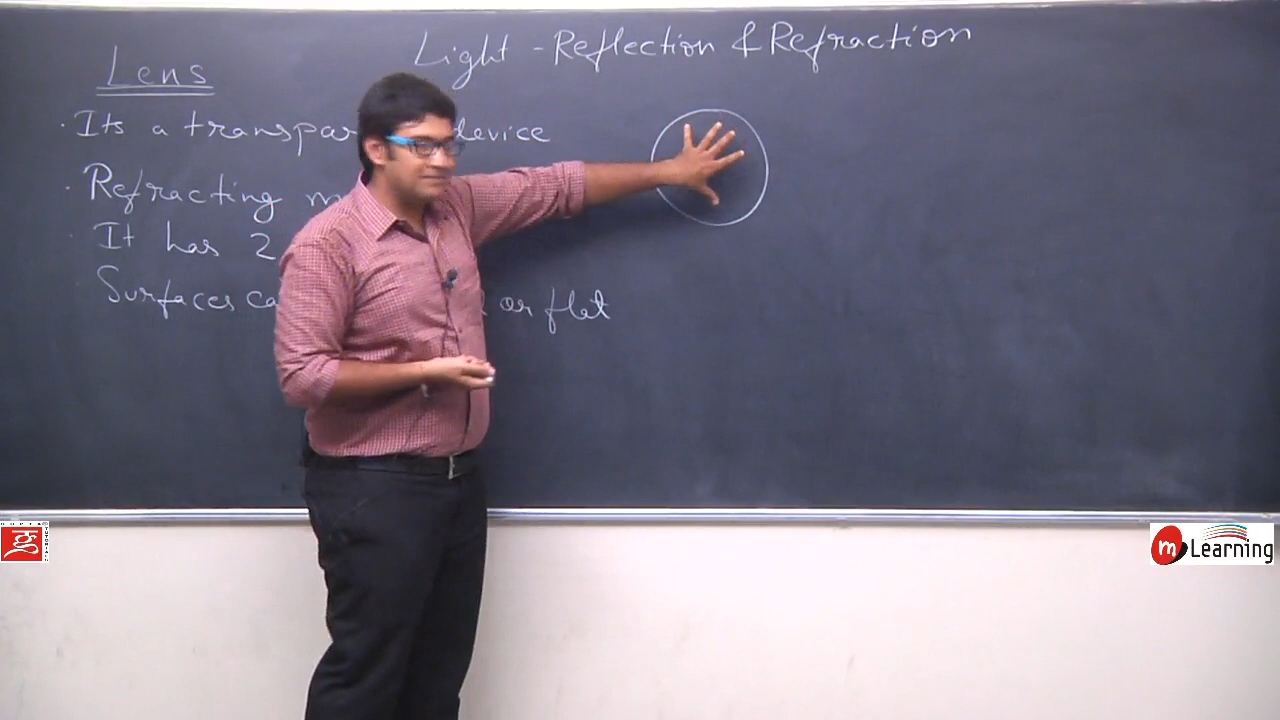 Light - Reflection & Refraction
Lens
· Its a transpar device
· Refracting m
· It has 2
Surfaces ca or flat
m Learning